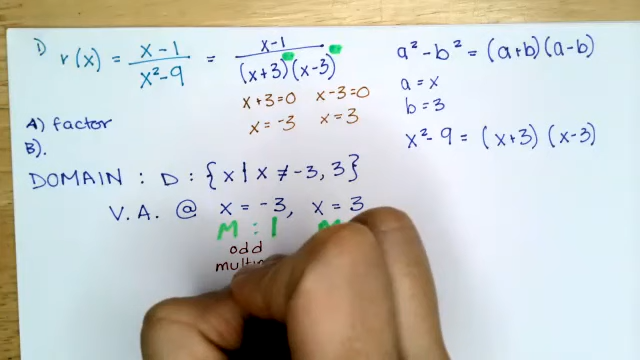 1) r(x) = x-1 / x²-9 = x-1 / (x+3)(x-3)
a² - b² = (a+b)(a-b)
a = x
b = 3
x+3=0 x-3=0
x=-3 x=3
x² - 9 = (x+3) (x-3)
A) factor
B).
DOMAIN : D : {x | x ≠ -3, 3}
V.A. @ x = -3, x = 3
M : 1 M
odd